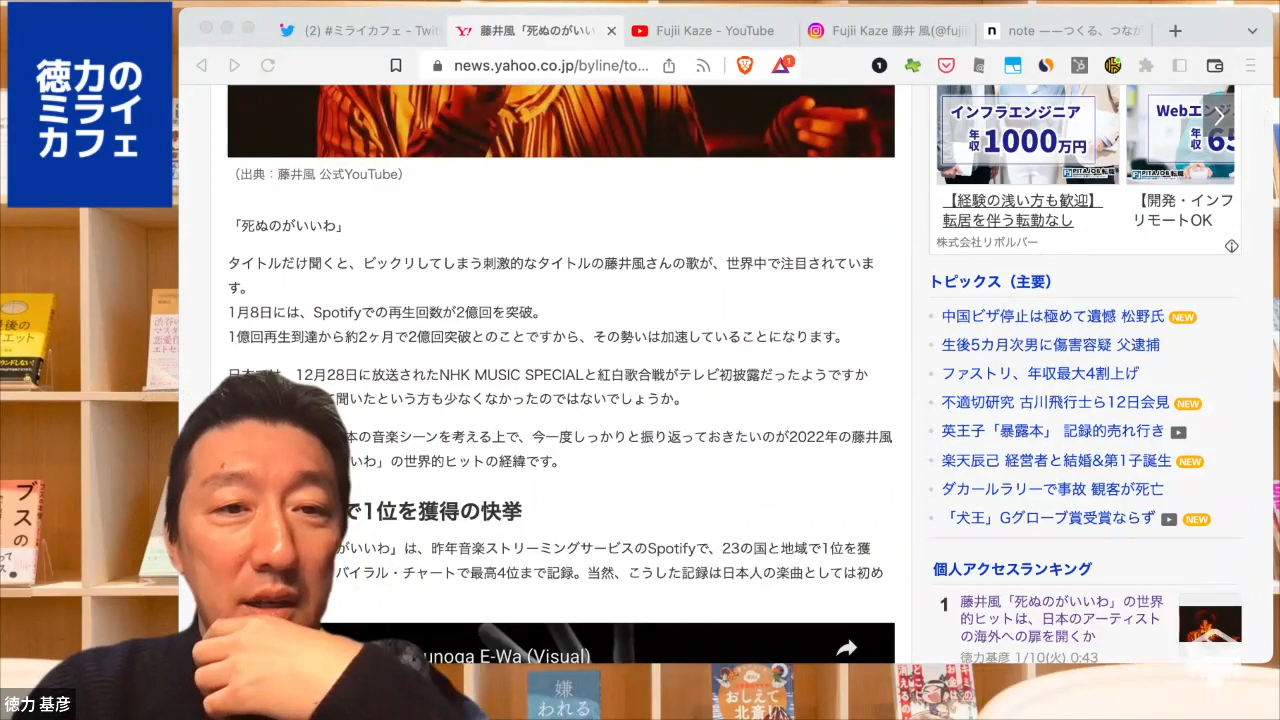 徳力の
ミライ
カフェ
(2) #ミライカフェ - Twit
藤井風「死ぬのがいい
Fujii Kaze - YouTube
Fujii Kaze 藤井 風(@fujii
note ーーつくる、つなが
news.yahoo.co.jp/byline/to...
（出典：藤井風 公式YouTube）
「死ぬのがいいわ」
タイトルだけ聞くと、ビックリしてしまう刺激的なタイトルの藤井風さんの歌が、世界中で注目されていま
す。
1月8日には、Spotifyでの再生回数が2億回を突破。
1億回再生到達から約2ヶ月で2億回突破とのことですから、その勢いは加速していることになります。
12月28日に放送されたNHK MUSIC SPECIALと紅白歌合戦がテレビ初披露だったようですか
聞いたという方も少なくなかったのではないでしょうか。
本の音楽シーンを考える上で、今一度しっかりと振り返っておきたいのが2022年の藤井風
いわ」の世界的ヒットの経緯です。
で1位を獲得の快挙
がいいわ」は、昨年音楽ストリーミングサービスのSpotifyで、23の国と地域で1位を獲
バイラル・チャートで最高4位まで記録。当然、こうした記録は日本人の楽曲としては初め
unoga E-Wa (Visual)
インフラエンジニア
年収1000万円
Webエン
年収65
【経験の浅い方も歓迎】
転居を伴う転勤なし
株式会社リボルバー
【開発・インフ
リモートOK
トピックス（主要）
中国ビザ停止は極めて遺憾 松野氏 NEW
生後5カ月次男に傷害容疑 父逮捕
ファストリ、年収最大4割上げ
不適切研究 古川飛行士ら12日会見 NEW
英王子「暴露本」 記録的売れ行き
楽天辰己 経営者と結婚&第1子誕生 NEW
ダカールラリーで事故 観客が死亡
「犬王」Gグローブ賞受賞ならず NEW
個人アクセスランキング
1
藤井風「死ぬのがいいわ」の世界
的ヒットは、日本のアーティスト
の海外への扉を開くか
徳力基彦 1/10(火) 0:43
ブスの
嫌
われる
おしえて
北斎!
徳力 基彦